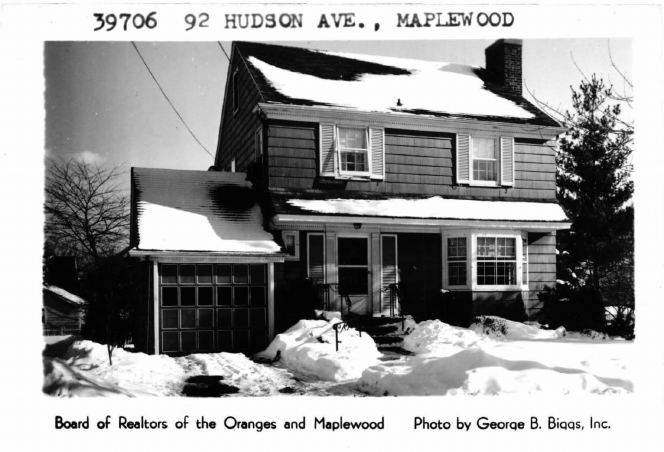 39706 92 HUDSON AVE., MAPLEWOOD
Board of Realtors of the Oranges and Maplewood Photo by George B. Biggs, Inc.